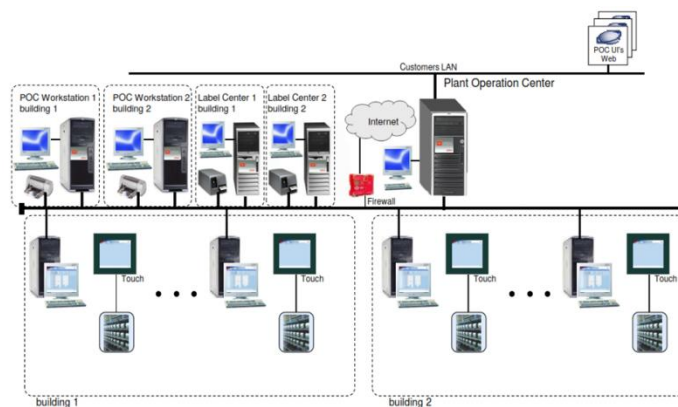 POC UI's
Web
Customers LAN
Plant Operation Center
POC Workstation 1
building 1
POC Workstation 2
building 2
Label Center 1
building 1
Label Center 2
building 2
Internet
Firewall
Touch
Touch
Touch
Touch
building 1
building 2